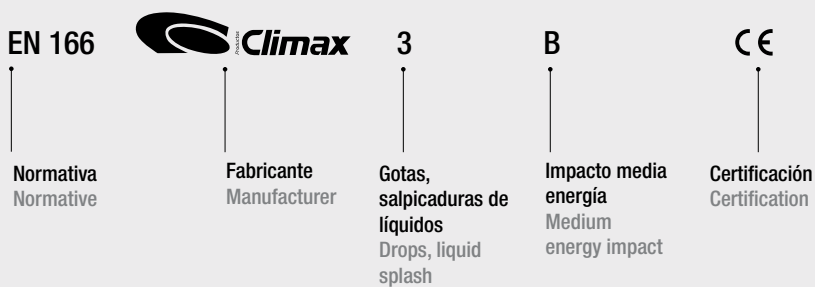 EN 166
Productos Climax
3
B
CE
Normativa
Normative
Fabricante
Manufacturer
Gotas,
salpicaduras de
líquidos
Drops, liquid
splash
Impacto media
energía
Medium
energy impact
Certificación
Certification